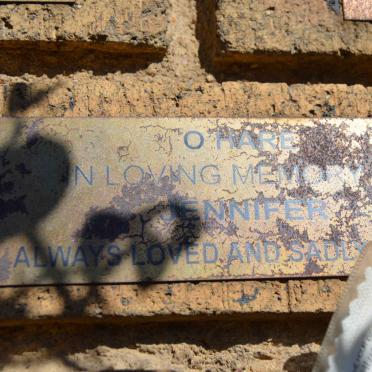 O HARE
IN LOVING MEMORY
JENNIFER
ALWAYS LOVED AND SADLY